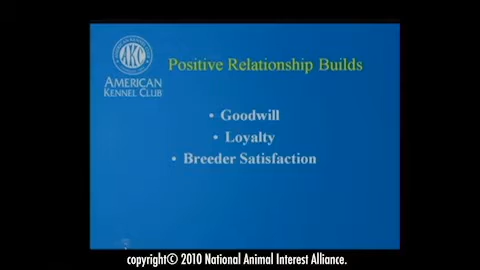 AKC
AMERICAN
KENNEL CLUB
Positive Relationship Builds
• Goodwill
• Loyalty
• Breeder Satisfaction
copyright© 2010 National Animal Interest Alliance.